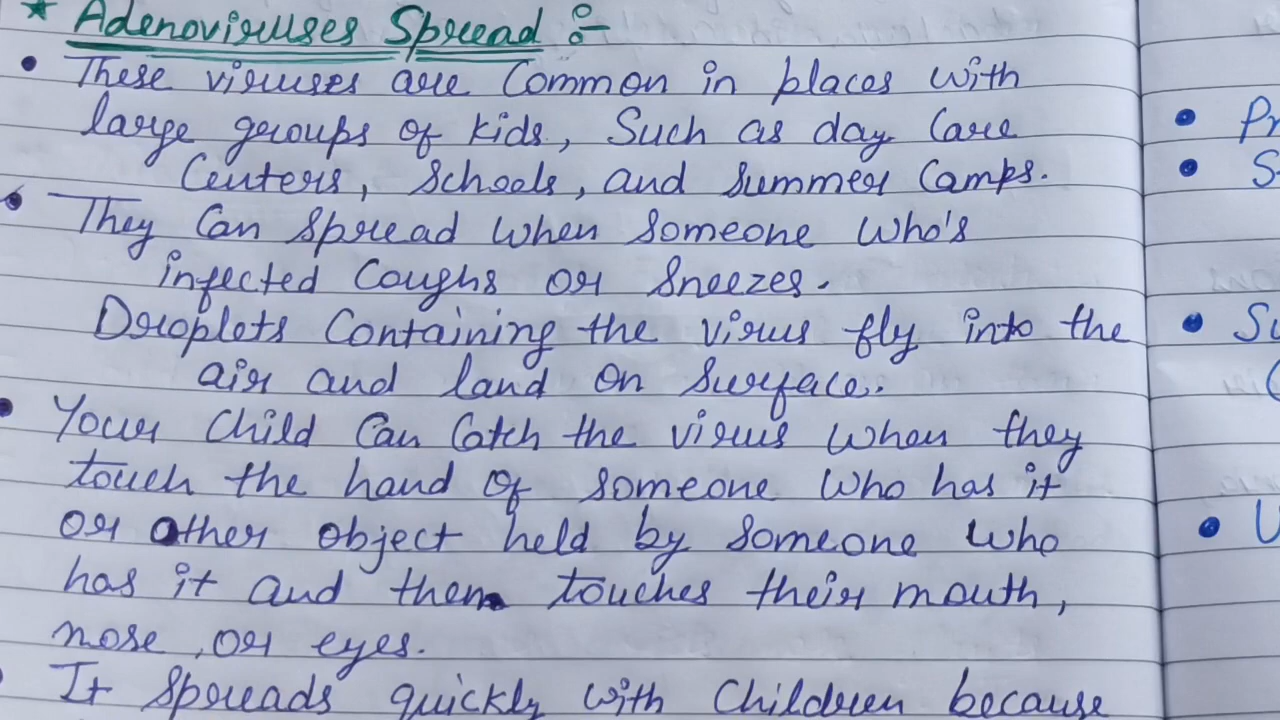 * Adenoviruses Spread :-
• These viruses are Common in places with
large groups of kids, Such as day Care
Centers, Schools, and Summer Camps.
• They Can Spread when Someone who's
infected Coughs or Sneezes.
Droplets Containing the virus fly into the
air and land on Surface.
• Your Child Can Catch the virus when they
touch the hand of Someone who has it
or other object held by Someone who
has it and then touches their mouth,
nose, or eyes.
It Spreads quickly with Children because